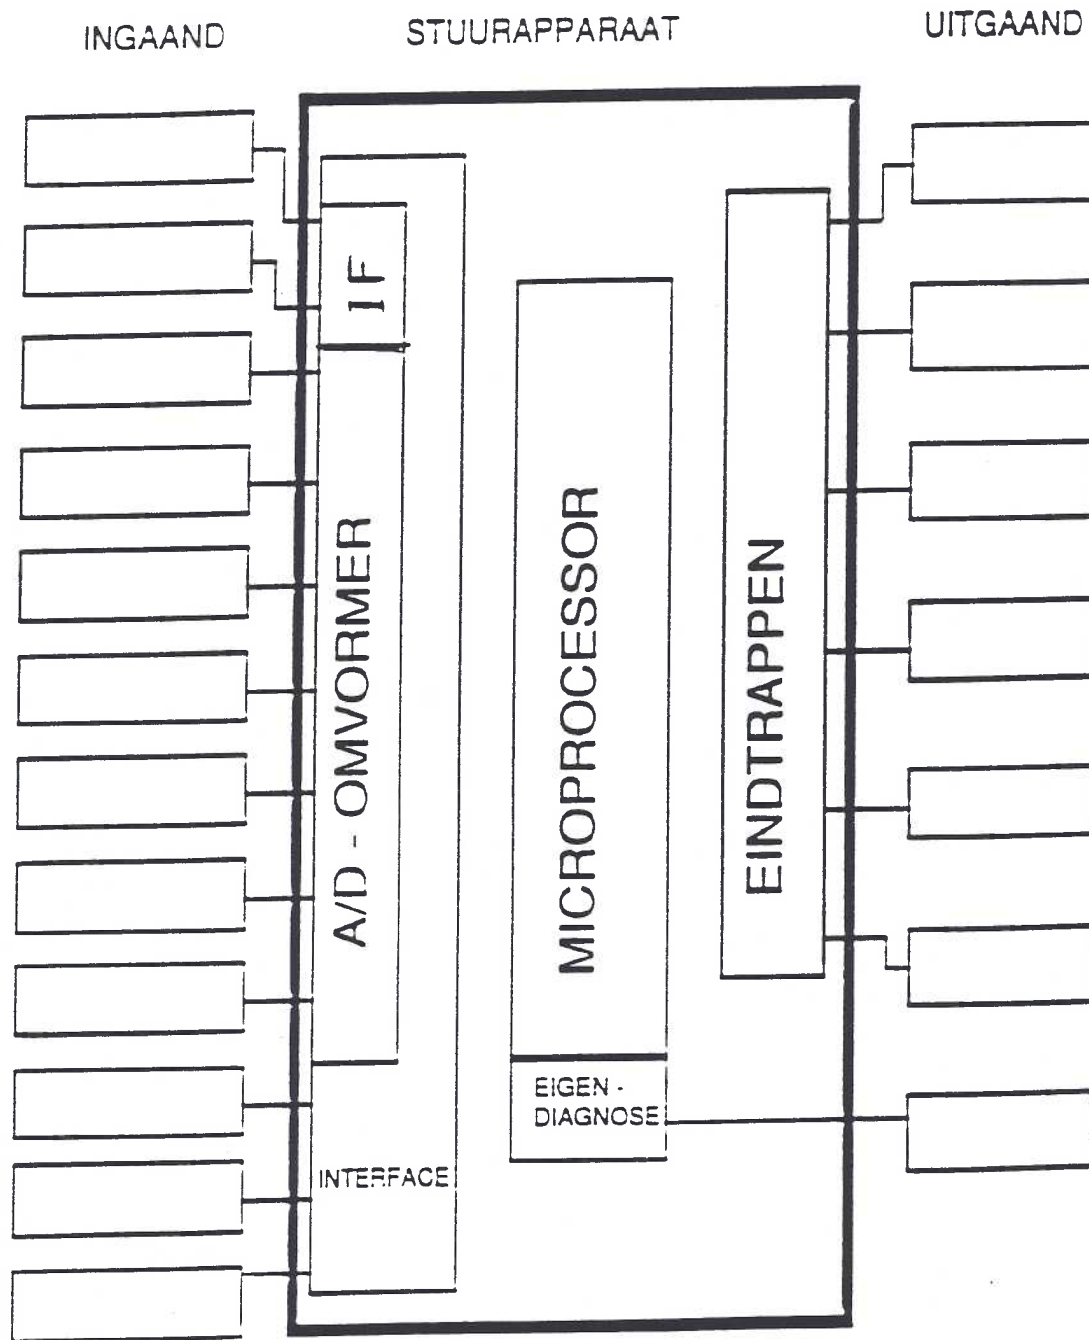 INGAAND
STUURAPPARAAT
UITGAAND
IF
A/D - OMVORMER
MICROPROCESSOR
EINDTRAPPEN
EIGEN -
DIAGNOSE
INTERFACE